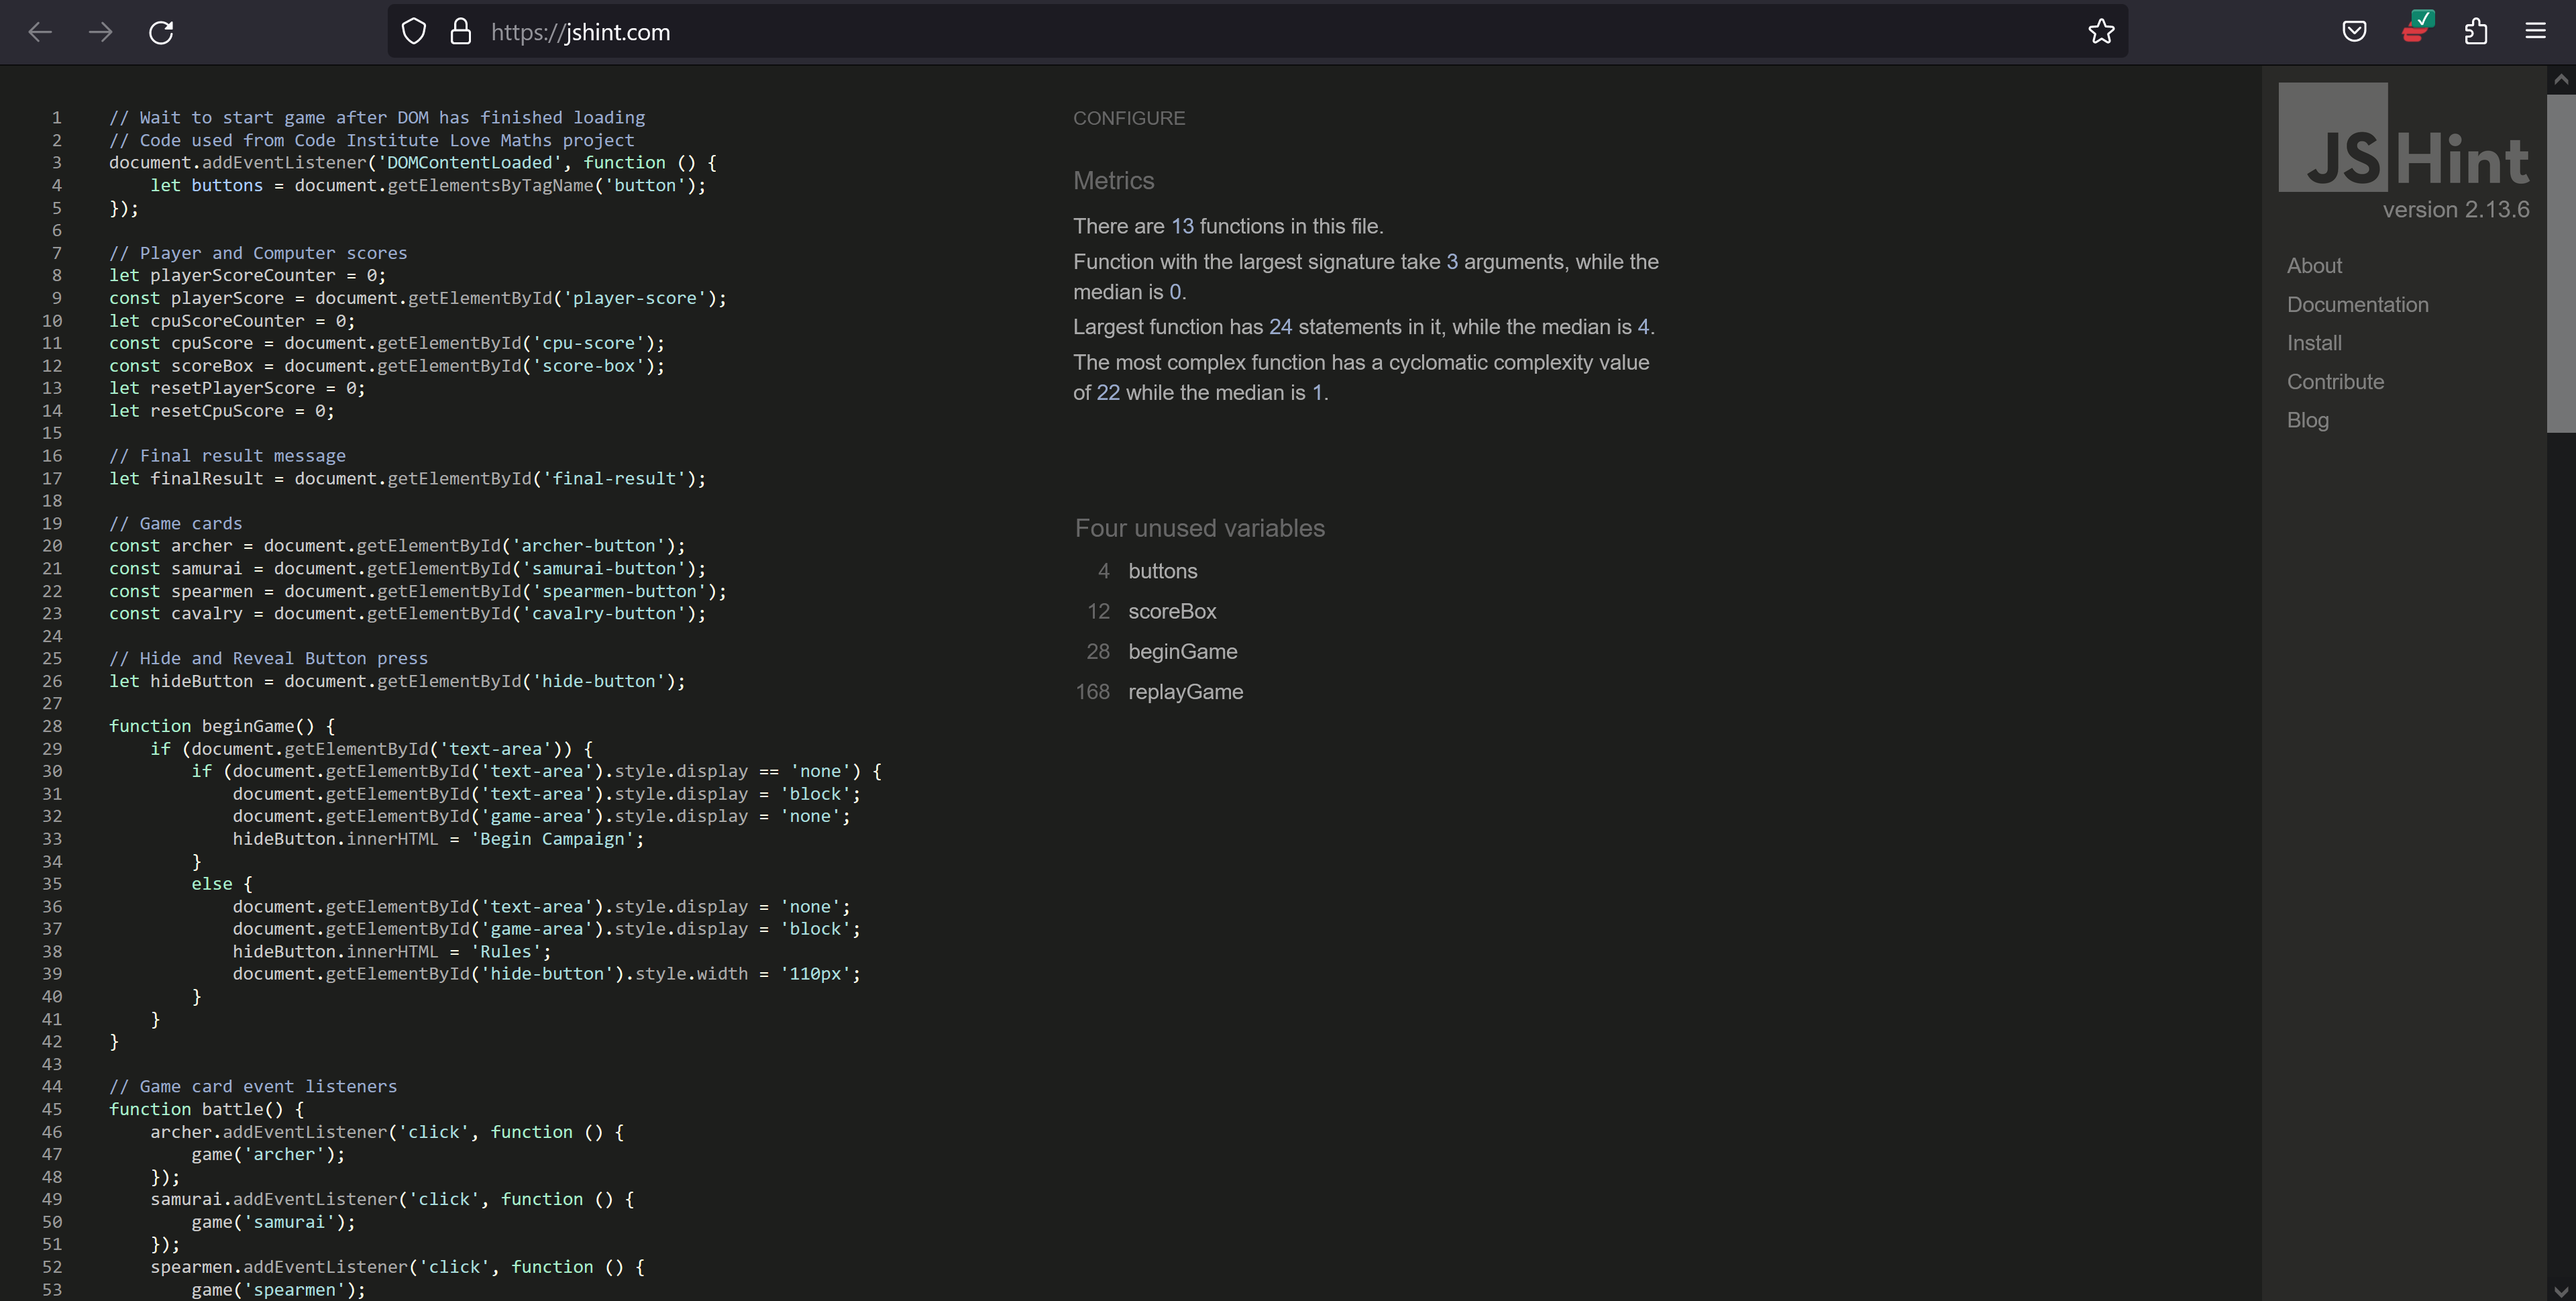 https://jshint.com
1 // Wait to start game after DOM has finished loading
2 // Code used from Code Institute Love Maths project
3 document.addEventListener('DOMContentLoaded', function () {
4     let buttons = document.getElementsByTagName('button');
5 });
6
7 // Player and Computer scores
8 let playerScoreCounter = 0;
9 const playerScore = document.getElementById('player-score');
10 let cpuScoreCounter = 0;
11 const cpuScore = document.getElementById('cpu-score');
12 const scoreBox = document.getElementById('score-box');
13 let resetPlayerScore = 0;
14 let resetCpuScore = 0;
15
16 // Final result message
17 let finalResult = document.getElementById('final-result');
18
19 // Game cards
20 const archer = document.getElementById('archer-button');
21 const samurai = document.getElementById('samurai-button');
22 const spearmen = document.getElementById('spearmen-button');
23 const cavalry = document.getElementById('cavalry-button');
24
25 // Hide and Reveal Button press
26 let hideButton = document.getElementById('hide-button');
27
28 function beginGame() {
29     if (document.getElementById('text-area')) {
30         if (document.getElementById('text-area').style.display == 'none') {
31             document.getElementById('text-area').style.display = 'block';
32             document.getElementById('game-area').style.display = 'none';
33             hideButton.innerHTML = 'Begin Campaign';
34         }
35         else {
36             document.getElementById('text-area').style.display = 'none';
37             document.getElementById('game-area').style.display = 'block';
38             hideButton.innerHTML = 'Rules';
39             document.getElementById('hide-button').style.width = '110px';
40         }
41     }
42 }
43
44 // Game card event listeners
45 function battle() {
46     archer.addEventListener('click', function () {
47         game('archer');
48     });
49     samurai.addEventListener('click', function () {
50         game('samurai');
51     });
52     spearmen.addEventListener('click', function () {
53         game('spearmen');
CONFIGURE
Metrics
There are 13 functions in this file.
Function with the largest signature take 3 arguments, while the
median is 0.
Largest function has 24 statements in it, while the median is 4.
The most complex function has a cyclomatic complexity value
of 22 while the median is 1.
Four unused variables
4 buttons
12 scoreBox
28 beginGame
168 replayGame
JSHint
version 2.13.6
About
Documentation
Install
Contribute
Blog